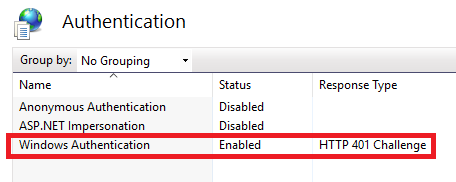 Authentication
Group by: No Grouping
Name Status Response Type
Anonymous Authentication Disabled
ASP.NET Impersonation Disabled
Windows Authentication Enabled HTTP 401 Challenge